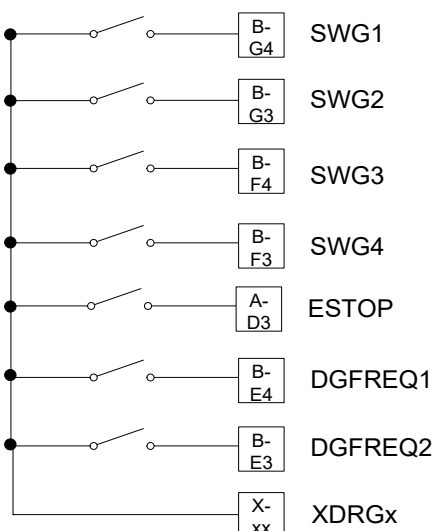 B-
G4 SWG1
B-
G3 SWG2
B-
F4 SWG3
B-
F3 SWG4
A-
D3 ESTOP
B-
E4 DGFREQ1
B-
E3 DGFREQ2
X-
xx XDRGx